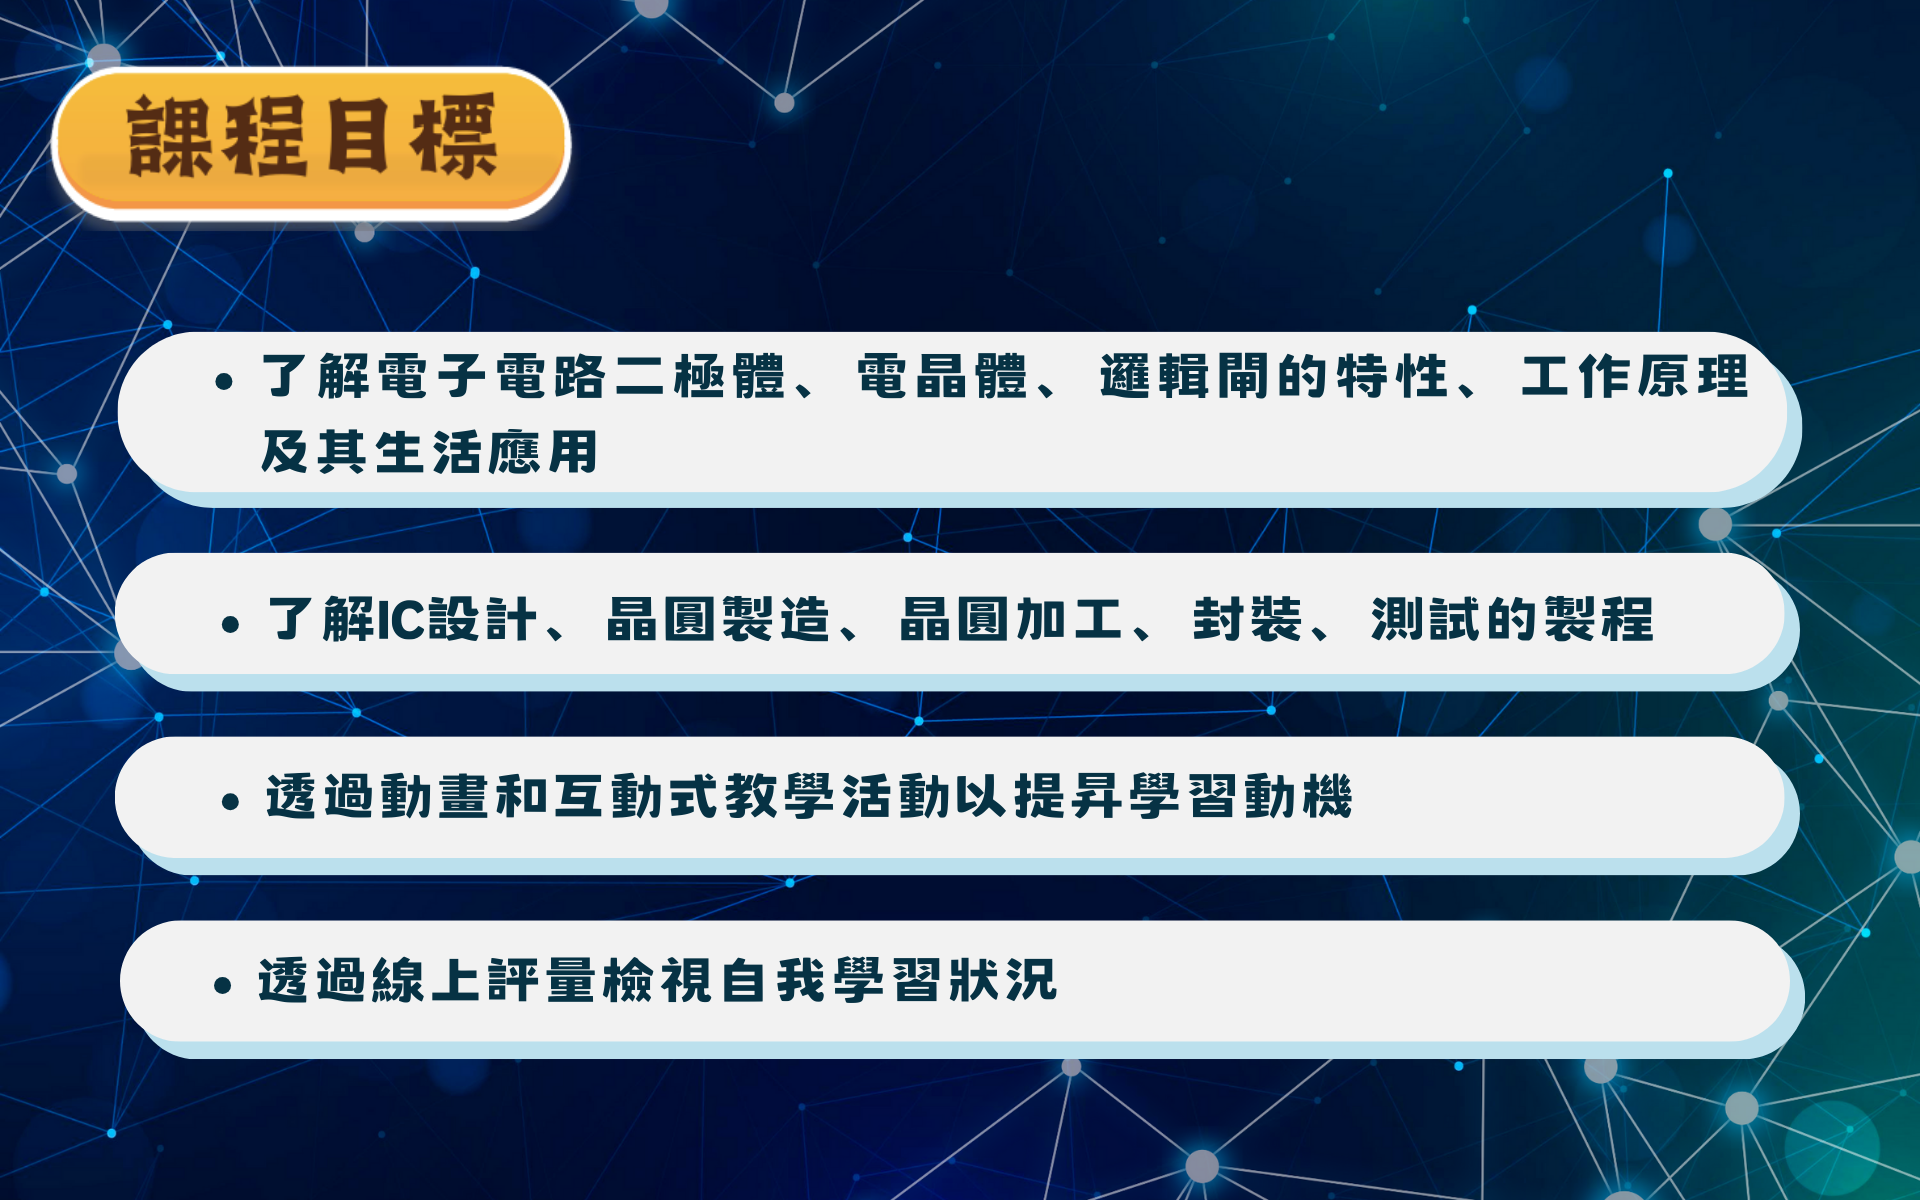 課程目標
• 了解電子電路二極體、電晶體、邏輯閘的特性、工作原理
及其生活應用
• 了解IC設計、晶圓製造、晶圓加工、封裝、測試的製程
• 透過動畫和互動式教學活動以提昇學習動機
• 透過線上評量檢視自我學習狀況